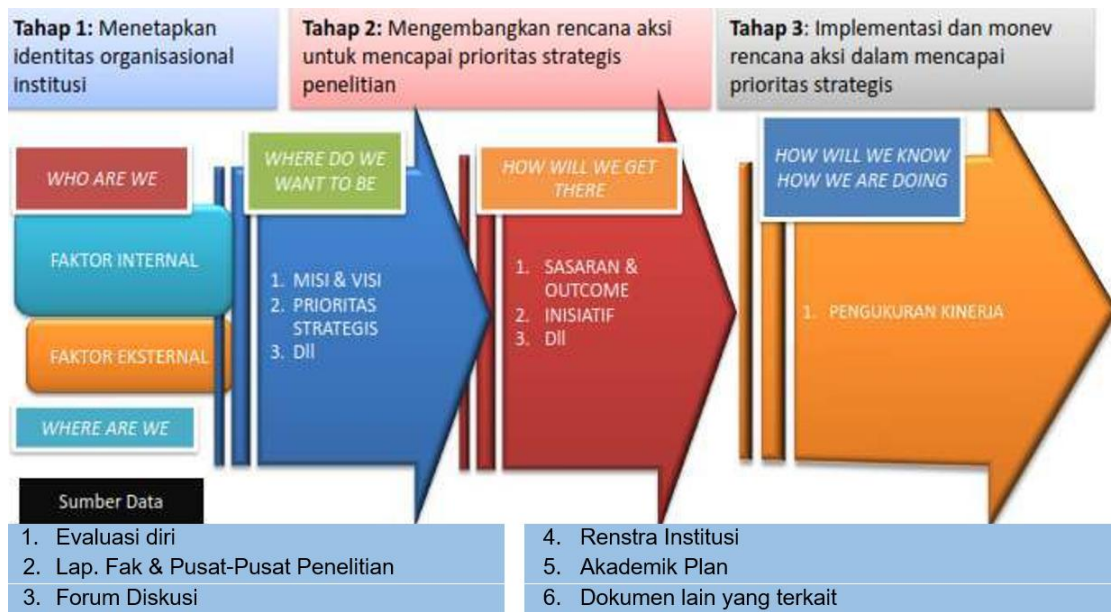 Tahap 1: Menetapkan
identitas organisasional
institusi
Tahap 2: Mengembangkan rencana aksi
untuk mencapai prioritas strategis
penelitian
Tahap 3: Implementasi dan monev
rencana aksi dalam mencapai
prioritas strategis
WHO ARE WE
FAKTOR INTERNAL
FAKTOR EKSTERNAL
WHERE ARE WE
WHERE DO WE
WANT TO BE
1. MISI & VISI
2. PRIORITAS
STRATEGIS
3. Dll
HOW WILL WE GET
THERE
1. SASARAN &
OUTCOME
2. INISIATIF
3. Dll
HOW WILL WE KNOW
HOW WE ARE DOING
1. PENGUKURAN KINERJA
Sumber Data
1. Evaluasi diri
2. Lap. Fak & Pusat-Pusat Penelitian
3. Forum Diskusi
4. Renstra Institusi
5. Akademik Plan
6. Dokumen lain yang terkait